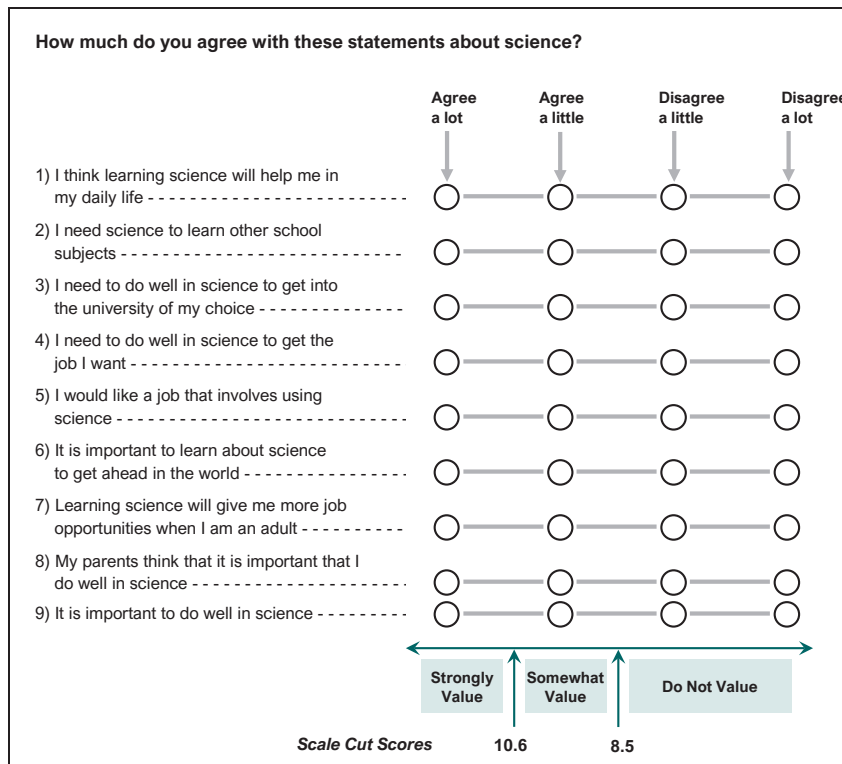 How much do you agree with these statements about science?
Agree Agree Disagree Disagree
a lot a little a little a lot
1) I think learning science will help me in
my daily life - - - - - - - - - - - - - - - - - - - - - - - - - -
2) I need science to learn other school
subjects - - - - - - - - - - - - - - - - - - - - - - - - - - - - -
3) I need to do well in science to get into
the university of my choice - - - - - - - - - - - - - -
4) I need to do well in science to get the
job I want - - - - - - - - - - - - - - - - - - - - - - - - - - - -
5) I would like a job that involves using
science - - - - - - - - - - - - - - - - - - - - - - - - - - - - - -
6) It is important to learn about science
to get ahead in the world - - - - - - - - - - - - - - - -
7) Learning science will give me more job
opportunities when I am an adult - - - - - - - - - -
8) My parents think that it is important that I
do well in science - - - - - - - - - - - - - - - - - - - - - -
9) It is important to do well in science - - - - - - - - -
Strongly Somewhat Do Not Value
Value Value
Scale Cut Scores 10.6 8.5